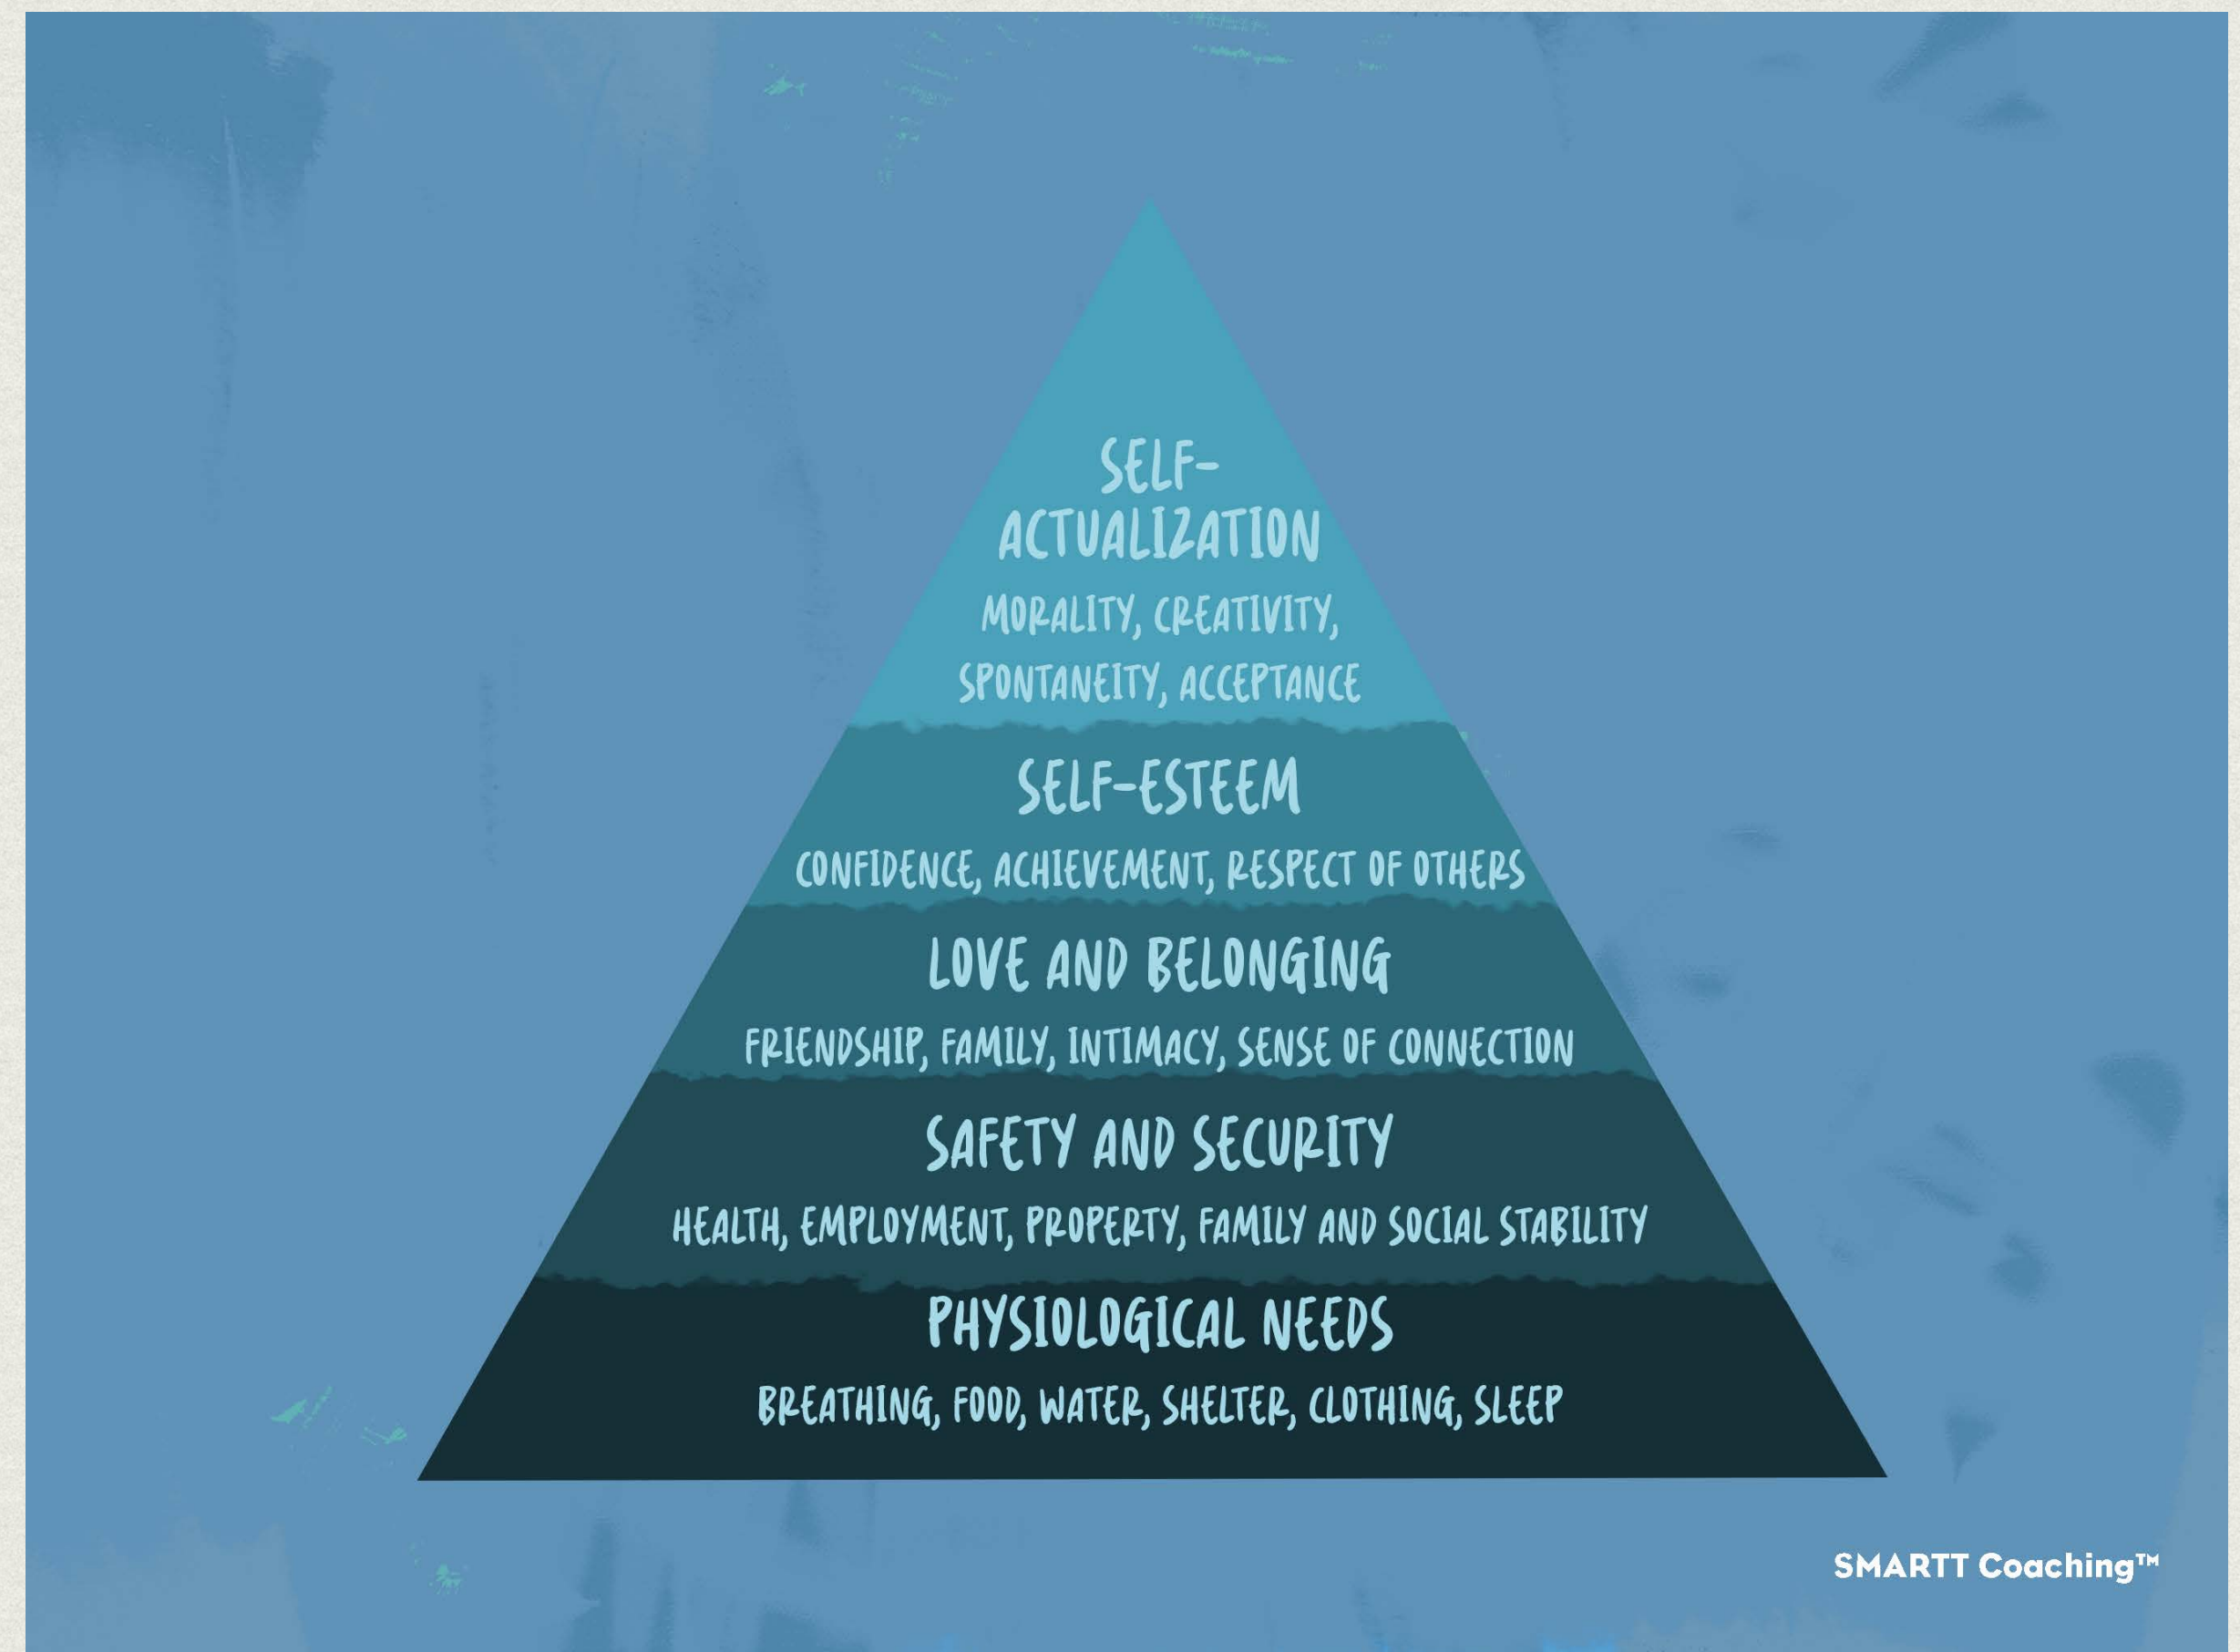 SELF-
ACTUALIZATION
MORALITY, CREATIVITY,
SPONTANEITY, ACCEPTANCE
SELF-ESTEEM
CONFIDENCE, ACHIEVEMENT, RESPECT OF OTHERS
LOVE AND BELONGING
FRIENDSHIP, FAMILY, INTIMACY, SENSE OF CONNECTION
SAFETY AND SECURITY
HEALTH, EMPLOYMENT, PROPERTY, FAMILY AND SOCIAL STABILITY
PHYSIOLOGICAL NEEDS
BREATHING, FOOD, WATER, SHELTER, CLOTHING, SLEEP
SMARTT Coaching™